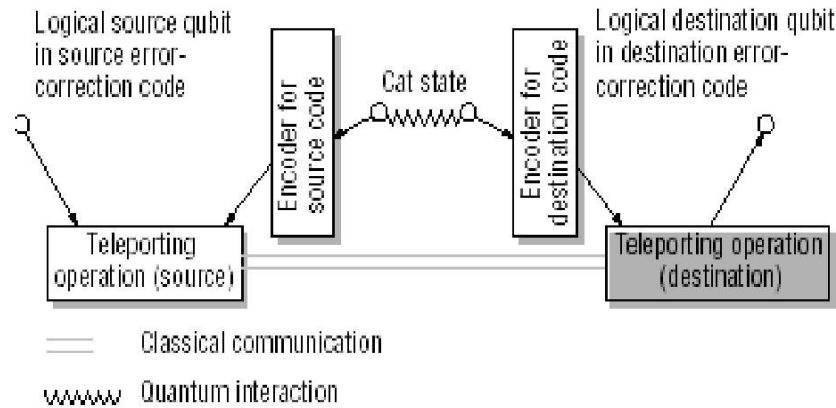 Logical source qubit
in source error-
correction code
Encoder for
source code
Cat state
Encoder for
destination code
Logical destination qubit
in destination error-
correction code
Teleporting
operation (source)
Teleporting operation
(destination)
Classical communication
Quantum interaction